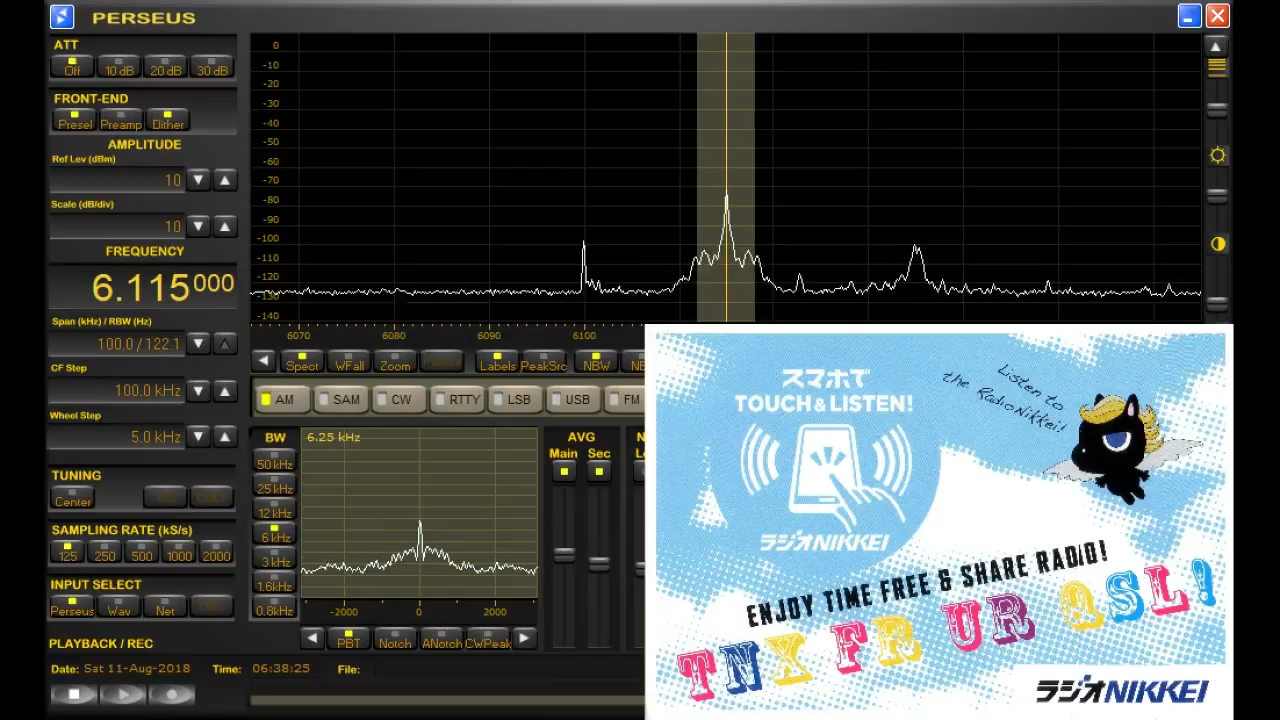 PERSEUS
ATT
Off 10 dB 20 dB 30 dB
FRONT-END
Presel Preamp Dither
AMPLITUDE
Ref Lev (dBm)
10
Scale (dB/div)
10
FREQUENCY
6.115000
Span (kHz) / RBW (Hz)
100.0 / 122.1
CF Step
100.0 kHz
Wheel Step
5.0 kHz
TUNING
Center
SAMPLING RATE (kS/s)
125 250 500 1000 2000
INPUT SELECT
Perseus Wav Net
PLAYBACK / REC
Date: Sat 11-Aug-2018 Time: 06:38:25 File:
0
-10
-20
-30
-40
-50
-60
-70
-80
-90
-100
-110
-120
-130
-140
6070 6080 6090 6100
Spect WFall Zoom Labels PeakSrc NBW
AM SAM CW RTTY LSB USB FM
BW
50 kHz
25 kHz
12 kHz
6 kHz
3 kHz
1.6kHz
0.8kHz
6.25 kHz
-2000 0 2000
PBT Notch ANotch CWPeak
AVG
Main Sec
スマホで
TOUCH & LISTEN!
ラジオNIKKEI
Listen to
the RadioNikkei!
ENJOY TIME FREE & SHARE RADIO!
TNX FR UR QSL!
ラジオNIKKEI